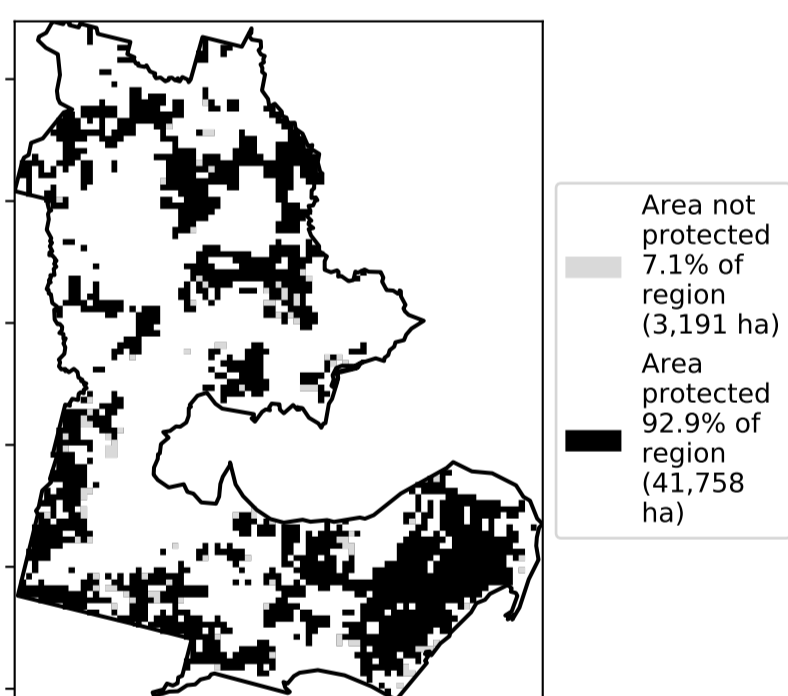 Area not
protected
7.1% of
region
(3,191 ha)
Area
protected
92.9% of
region
(41,758
ha)